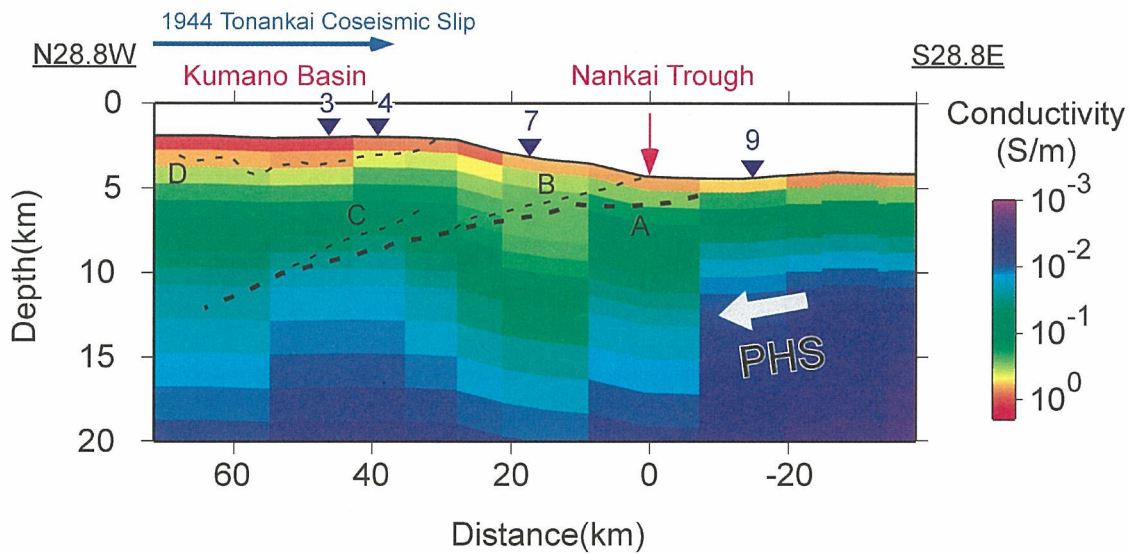 1944 Tonankai Coseismic Slip
N28.8W
S28.8E
Kumano Basin
Nankai Trough
3
4
7
9
0
5
10
15
20
Depth(km)
D
C
B
A
PHS
60
40
20
0
-20
Distance(km)
Conductivity
(S/m)
10-3
10-2
10-1
100